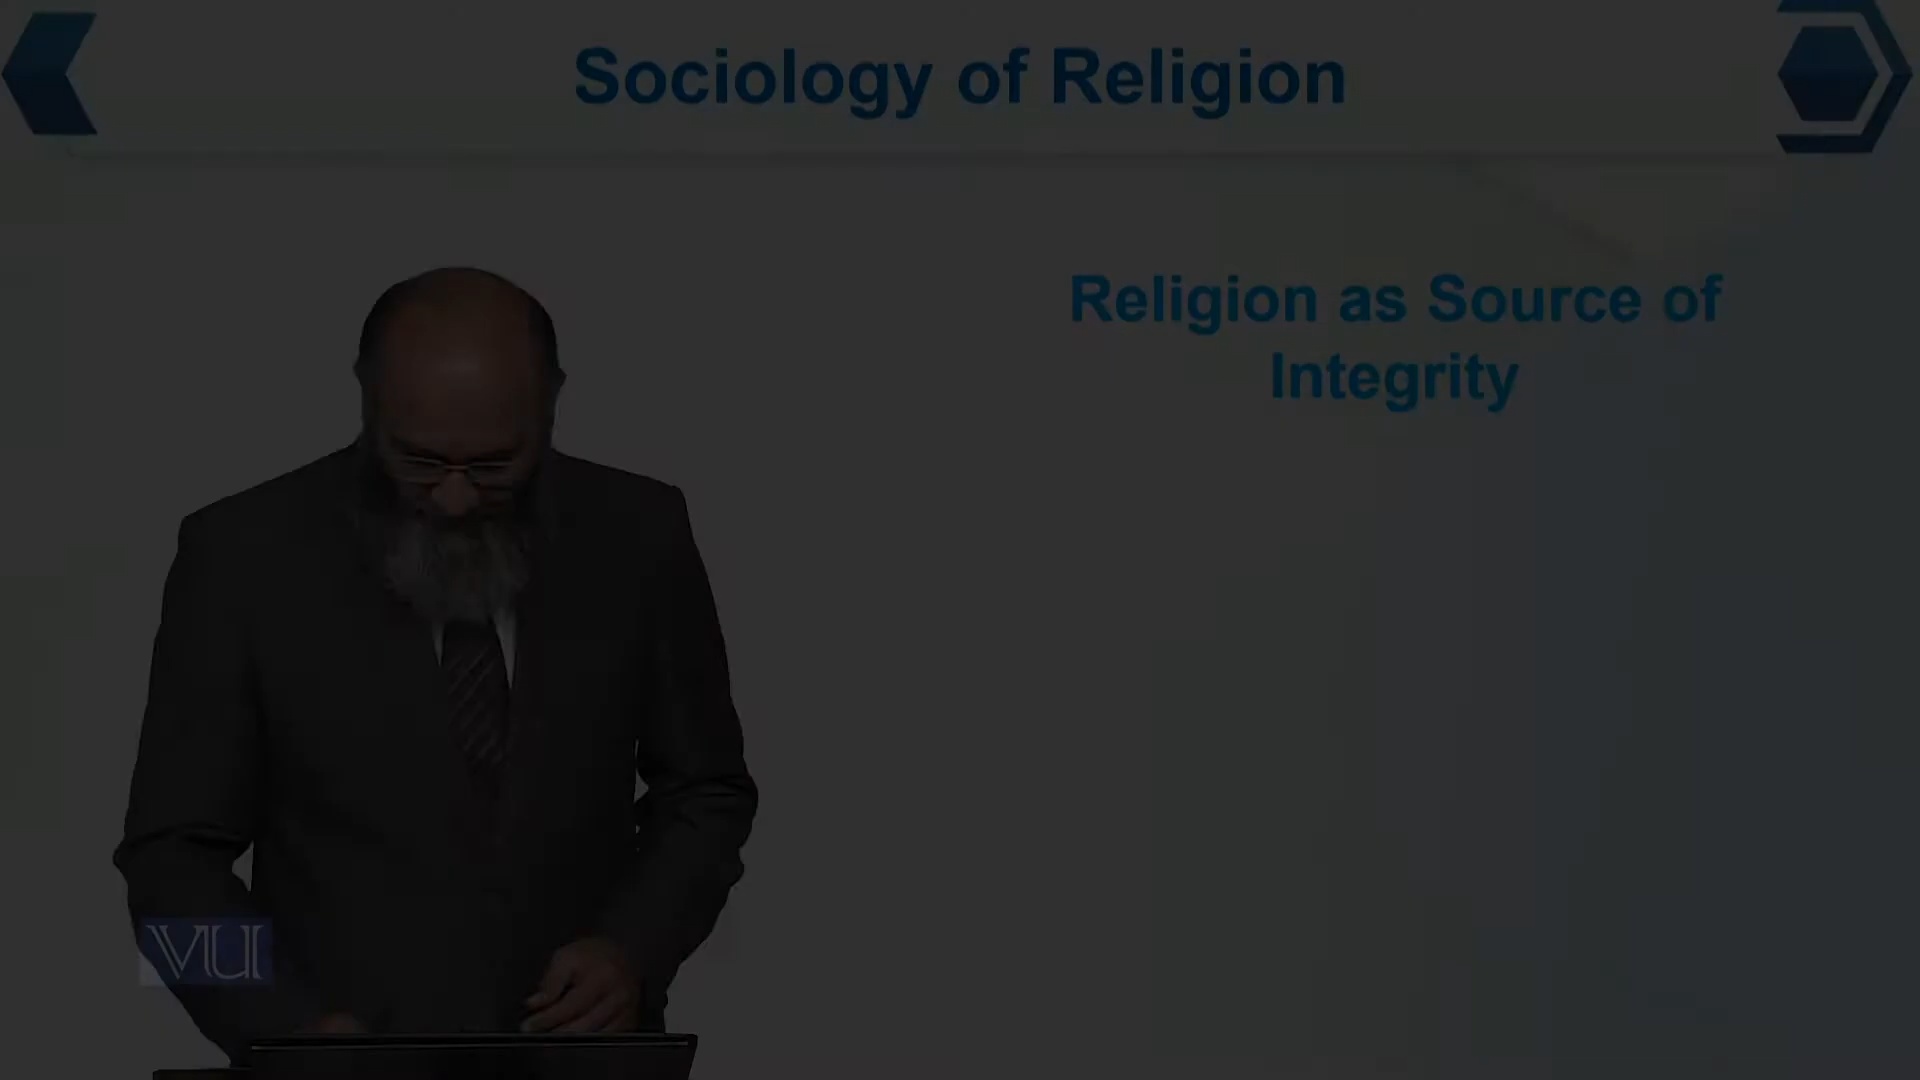 Sociology of Religion
Religion as Source of
Integrity
VU